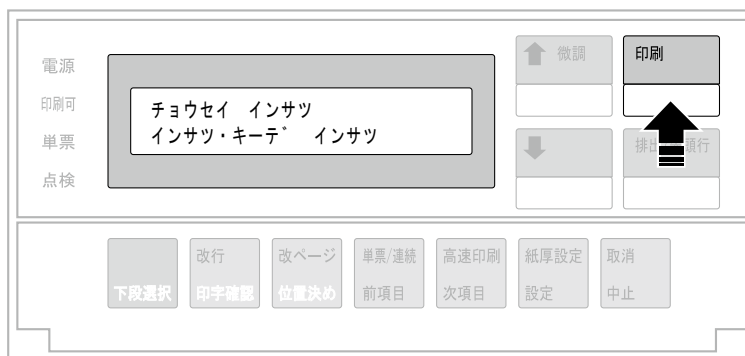 電源
印刷可
単票
点検
チョウセイ インサツ
インサツ・キーデ インサツ
微調
印刷
排出
頭行
改行
改ページ
単票/連続
高速印刷
紙厚設定
取消
下段選択
印字確認
位置決め
前項目
次項目
設定
中止